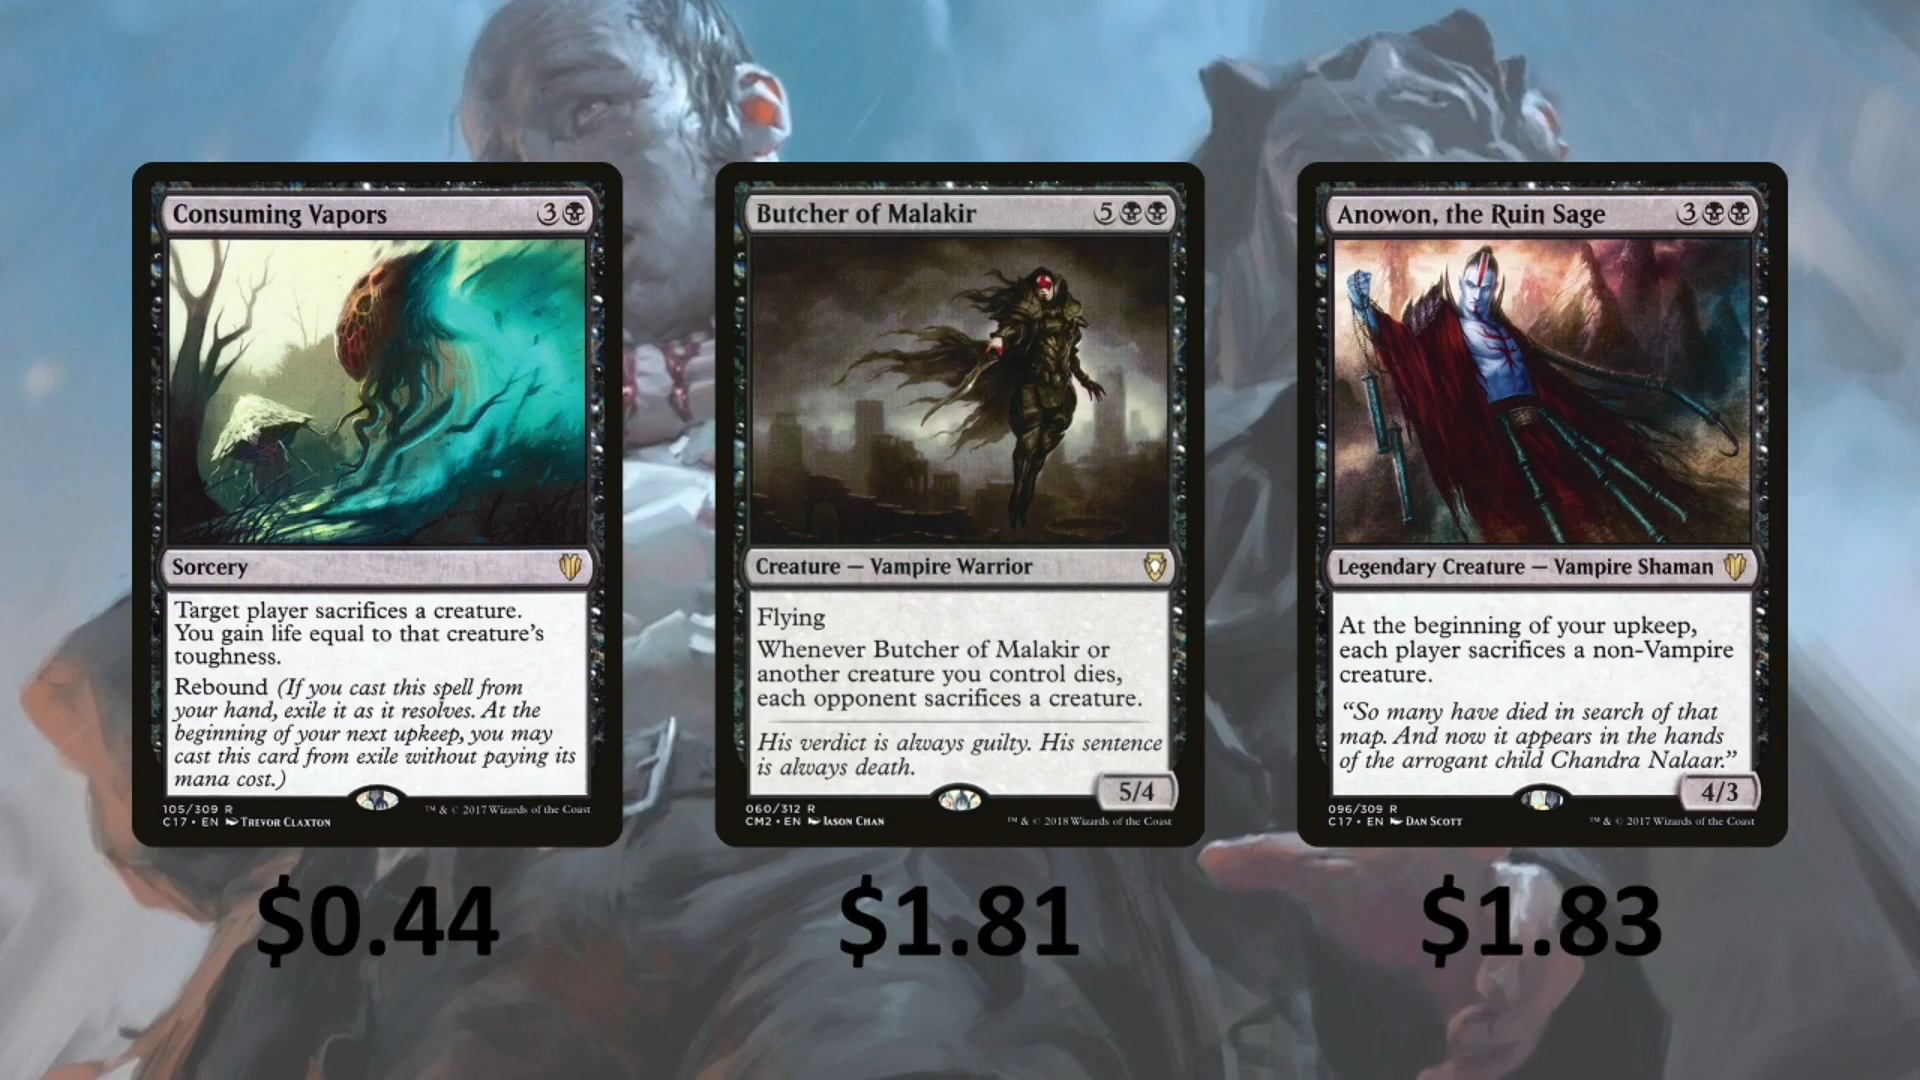 Consuming Vapors 3
Sorcery
Target player sacrifices a creature.
You gain life equal to that creature's
toughness.
Rebound (If you cast this spell from
your hand, exile it as it resolves. At the
beginning of your next upkeep, you may
cast this card from exile without paying its
mana cost.)
105/309 R
C17 • EN TREVOR CLAXTON
™ & © 2017 Wizards of the Coast
$0.44
Butcher of Malakir 5
Creature — Vampire Warrior
Flying
Whenever Butcher of Malakir or
another creature you control dies,
each opponent sacrifices a creature.
His verdict is always guilty. His sentence
is always death.
5/4
060/312 R
CM2 • EN JASON CHAN
™ & © 2018 Wizards of the Coast
$1.81
Anowon, the Ruin Sage 3
Legendary Creature — Vampire Shaman
At the beginning of your upkeep,
each player sacrifices a non-Vampire
creature.
"So many have died in search of that
map. And now it appears in the hands
of the arrogant child Chandra Nalaar."
4/3
096/309 R
C17 • EN DAN SCOTT
™ & © 2017 Wizards of the Coast
$1.83